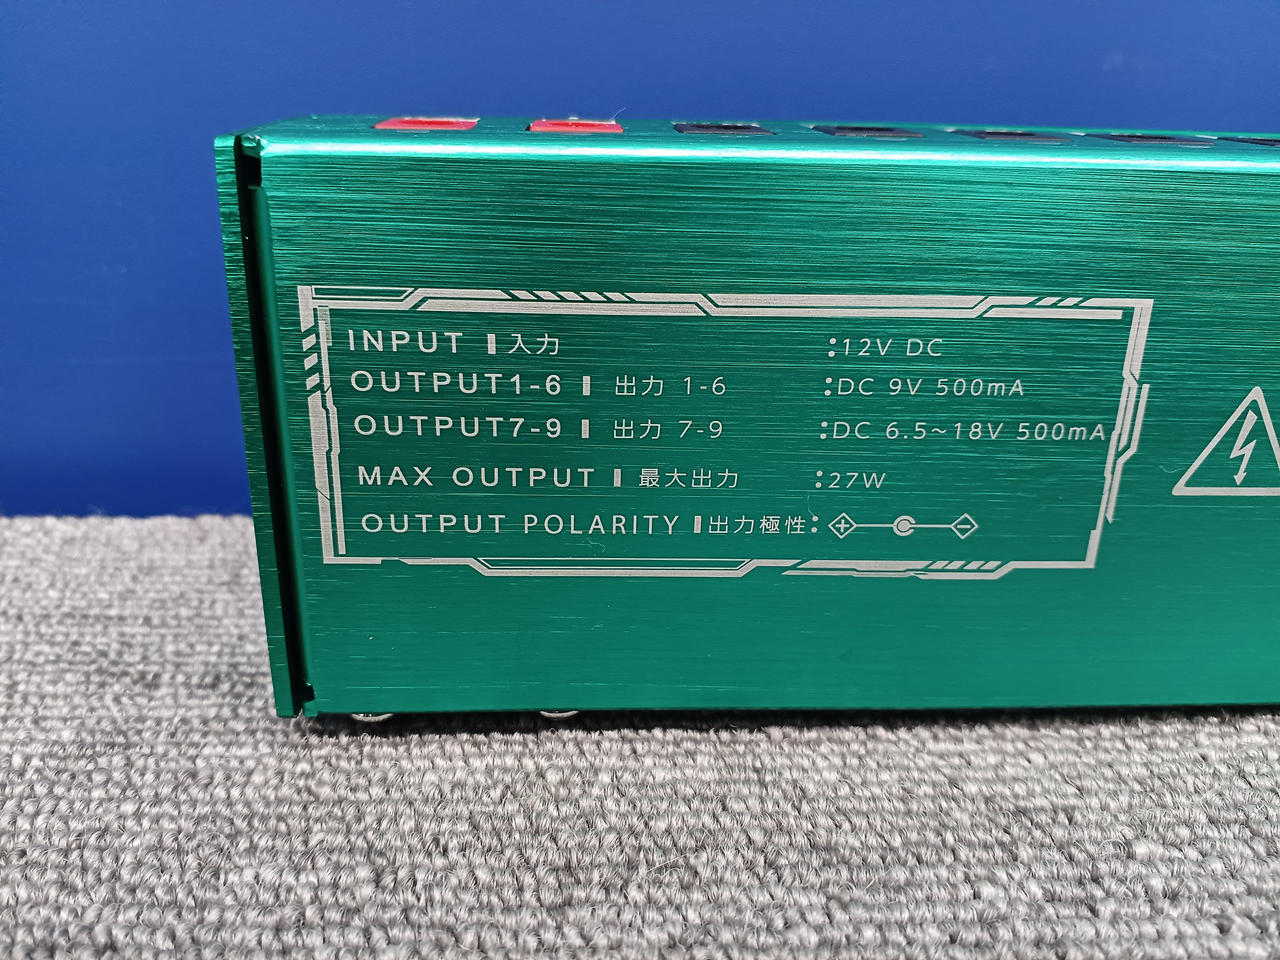 INPUT 入力 :12V DC
OUTPUT1-6 出力 1-6 :DC 9V 500mA
OUTPUT7-9 出力 7-9 :DC 6.5~18V 500mA
MAX OUTPUT 最大出力 :27W
OUTPUT POLARITY 出力極性: